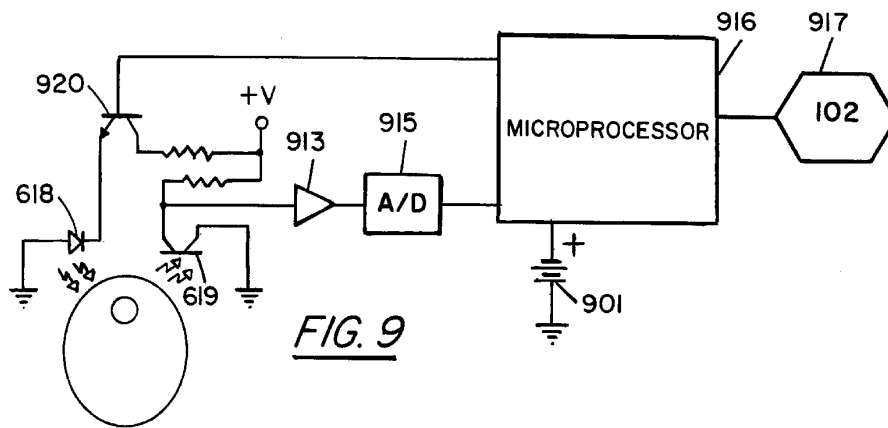 916
917
920
+V
913
915
MICROPROCESSOR
102
618
A/D
+
619
901
FIG. 9